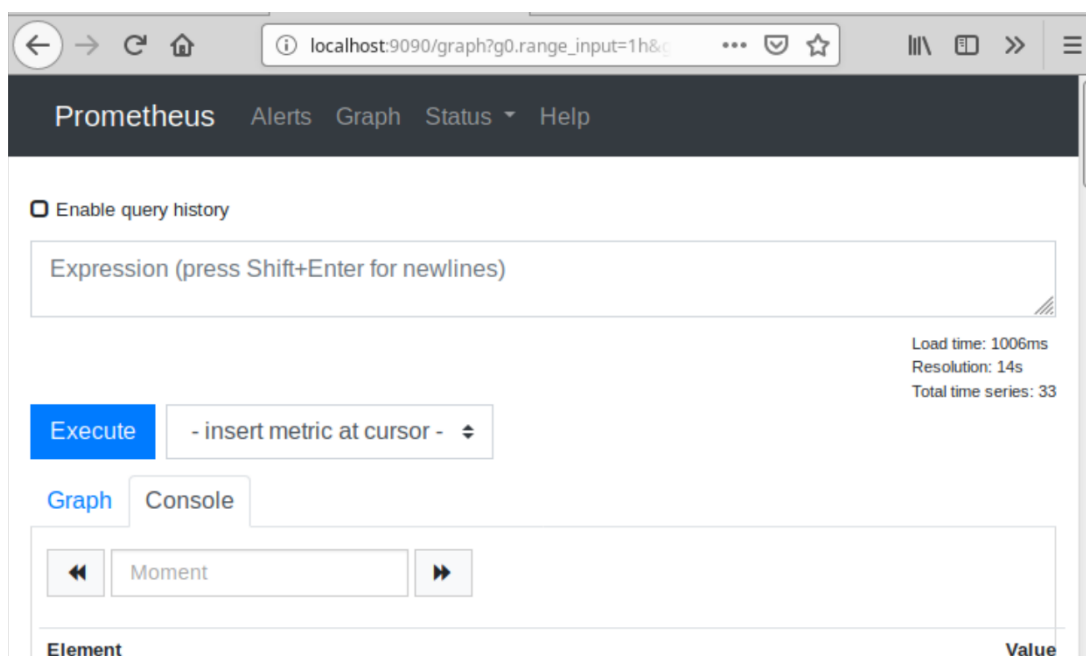 localhost:9090/graph?g0.range_input=1h&
Prometheus Alerts Graph Status Help
Enable query history
Expression (press Shift+Enter for newlines)
Load time: 1006ms
Resolution: 14s
Total time series: 33
Execute - insert metric at cursor -
Graph Console
Moment
Element Value